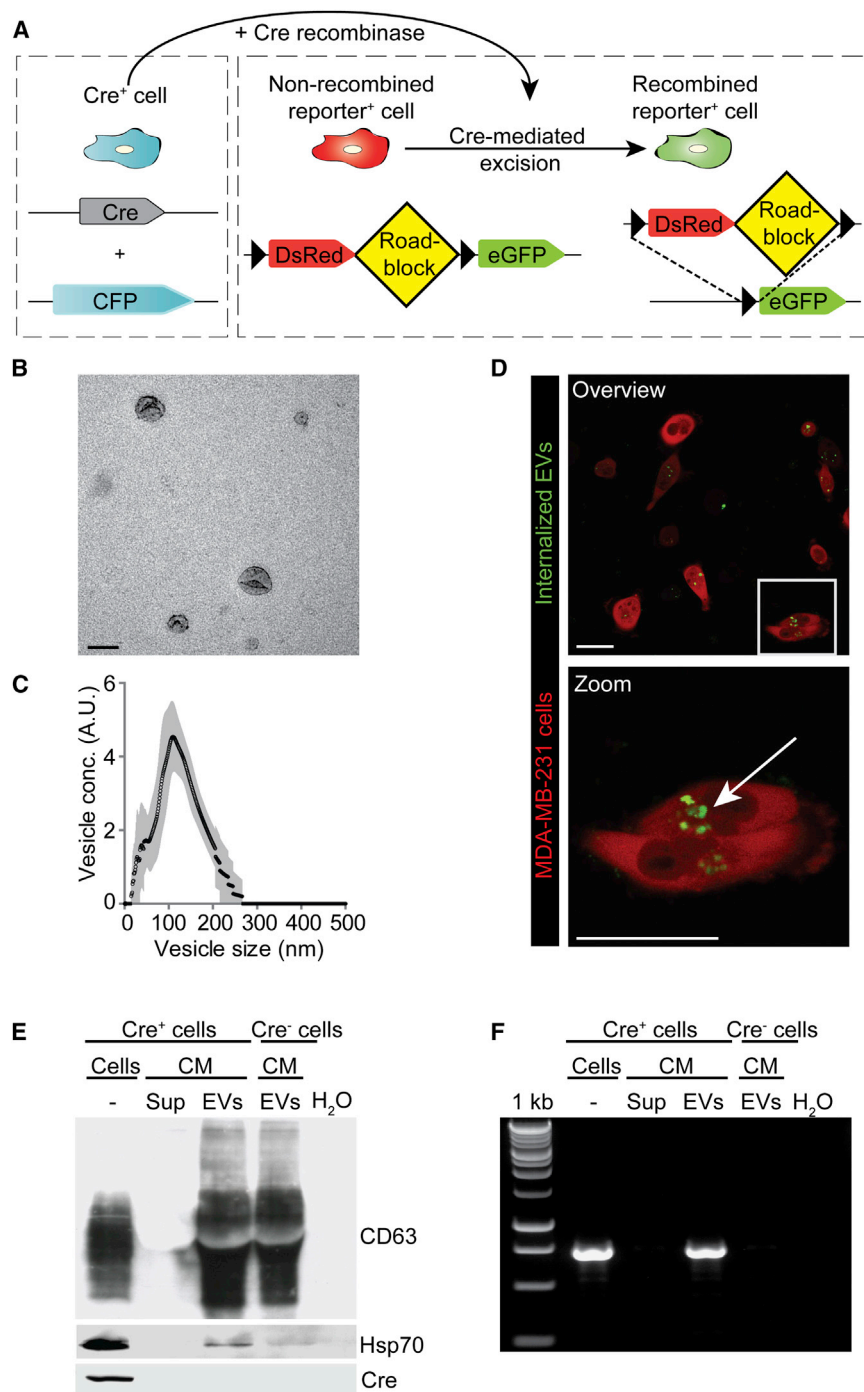 A
+ Cre recombinase
Cre⁺ cell
Cre
+
CFP
Non-recombined
reporter⁺ cell
Cre-mediated
excision
Recombined
reporter⁺ cell
DsRed
Road-
block
eGFP
DsRed
Road-
block
eGFP
B
C
Vesicle conc. (A.U.)
6
4
2
0
0 100 200 300 400 500
Vesicle size (nm)
D
Internalized EVs
MDA-MB-231 cells
Overview
Zoom
E
Cre⁺ cells Cre⁻ cells
Cells CM CM
- Sup EVs EVs H₂O
CD63
Hsp70
Cre
F
Cre⁺ cells Cre⁻ cells
Cells CM CM
1 kb - Sup EVs EVs H₂O